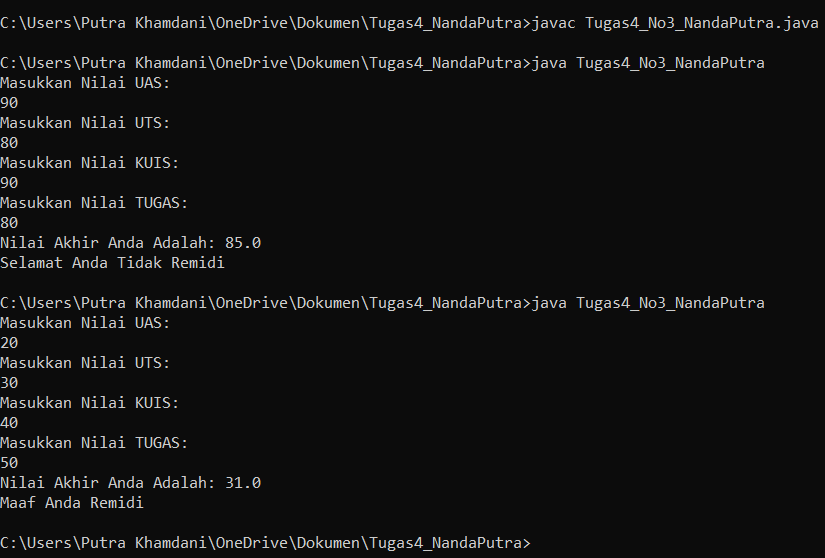 C:\Users\Putra Khamdani\OneDrive\Dokumen\Tugas4_NandaPutra>javac Tugas4_No3_NandaPutra.java
C:\Users\Putra Khamdani\OneDrive\Dokumen\Tugas4_NandaPutra>java Tugas4_No3_NandaPutra
Masukkan Nilai UAS:
90
Masukkan Nilai UTS:
80
Masukkan Nilai KUIS:
90
Masukkan Nilai TUGAS:
80
Nilai Akhir Anda Adalah: 85.0
Selamat Anda Tidak Remidi
C:\Users\Putra Khamdani\OneDrive\Dokumen\Tugas4_NandaPutra>java Tugas4_No3_NandaPutra
Masukkan Nilai UAS:
20
Masukkan Nilai UTS:
30
Masukkan Nilai KUIS:
40
Masukkan Nilai TUGAS:
50
Nilai Akhir Anda Adalah: 31.0
Maaf Anda Remidi
C:\Users\Putra Khamdani\OneDrive\Dokumen\Tugas4_NandaPutra>